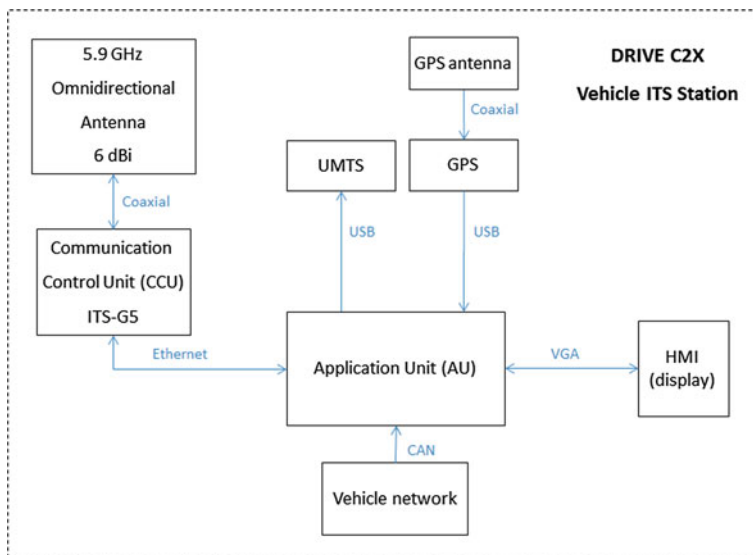 5.9 GHz
Omnidirectional
Antenna
6 dBi
GPS antenna
DRIVE C2X
Vehicle ITS Station
Coaxial
UMTS
GPS
Coaxial
USB
USB
Communication
Control Unit (CCU)
ITS-G5
Ethernet
Application Unit (AU)
VGA
HMI
(display)
CAN
Vehicle network